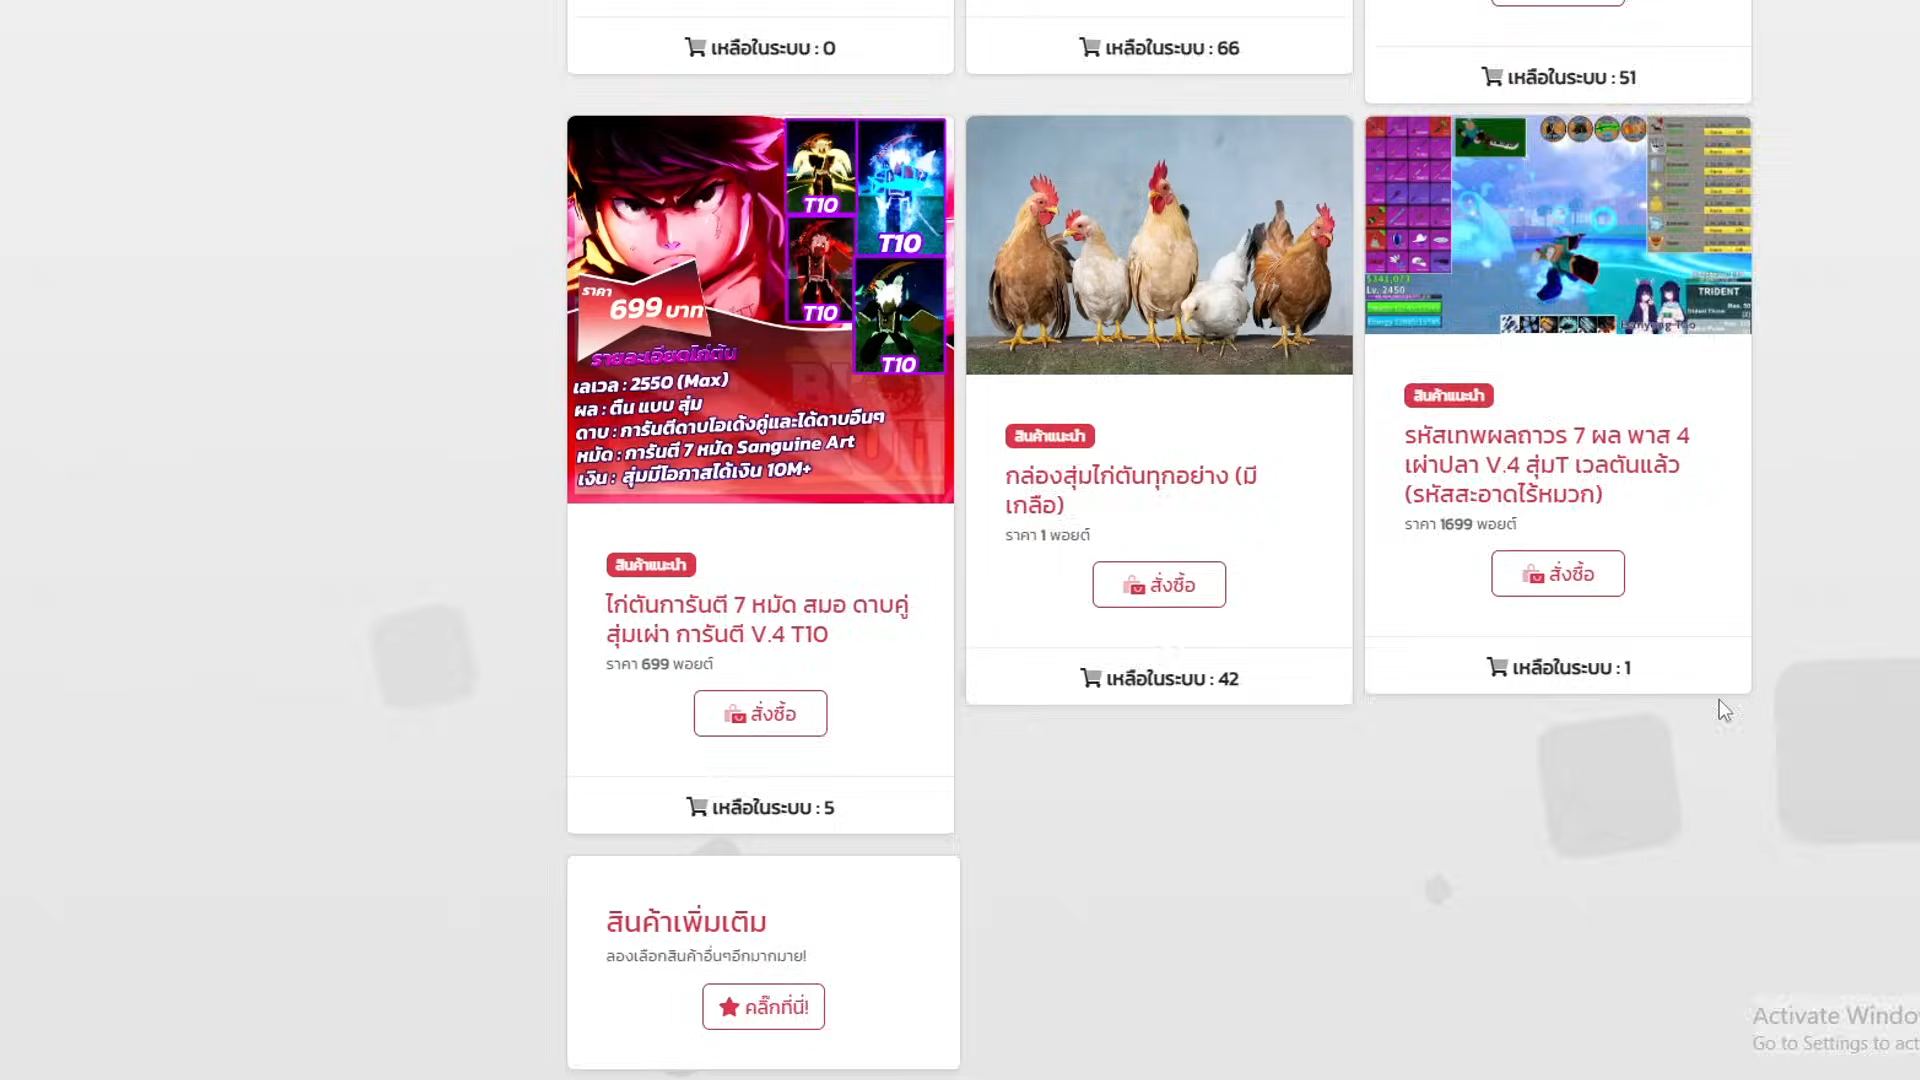 เหลือในระบบ : 0
เหลือในระบบ : 66
เหลือในระบบ : 51
T10
T10
T10
T10
ราคา
699 บาท
รายละเอียดไก่ตัน
เลเวล : 2550 (Max)
ผล : ตื่น แบบ สุ่ม
ดาบ : การันตีดาบโอเด้งคู่และได้ดาบอื่นๆ
หมัด : การันตี 7 หมัด Sanguine Art
เงิน : สุ่มมีโอกาสได้เงิน 10M+
สินค้าแนะนำ
ไก่ตันการันตี 7 หมัด สมอ ดาบคู่
สุ่มเผ่า การันตี V.4 T10
ราคา 699 พอยต์
สั่งซื้อ
เหลือในระบบ : 5
สินค้าแนะนำ
กล่องสุ่มไก่ตันทุกอย่าง (มี
เกลือ)
ราคา 1 พอยต์
สั่งซื้อ
เหลือในระบบ : 42
Lv. 2450
TRIDENT
สินค้าแนะนำ
รหัสเทพผลถาวร 7 ผล พาส 4
เผ่าปลา V.4 สุ่มT เวลตันแล้ว
(รหัสสะอาดไร้หมวก)
ราคา 1699 พอยต์
สั่งซื้อ
เหลือในระบบ : 1
สินค้าเพิ่มเติม
ลองเลือกสินค้าอื่นๆอีกมากมาย!
คลิ๊กที่นี่!
Activate Windo
Go to Settings to act